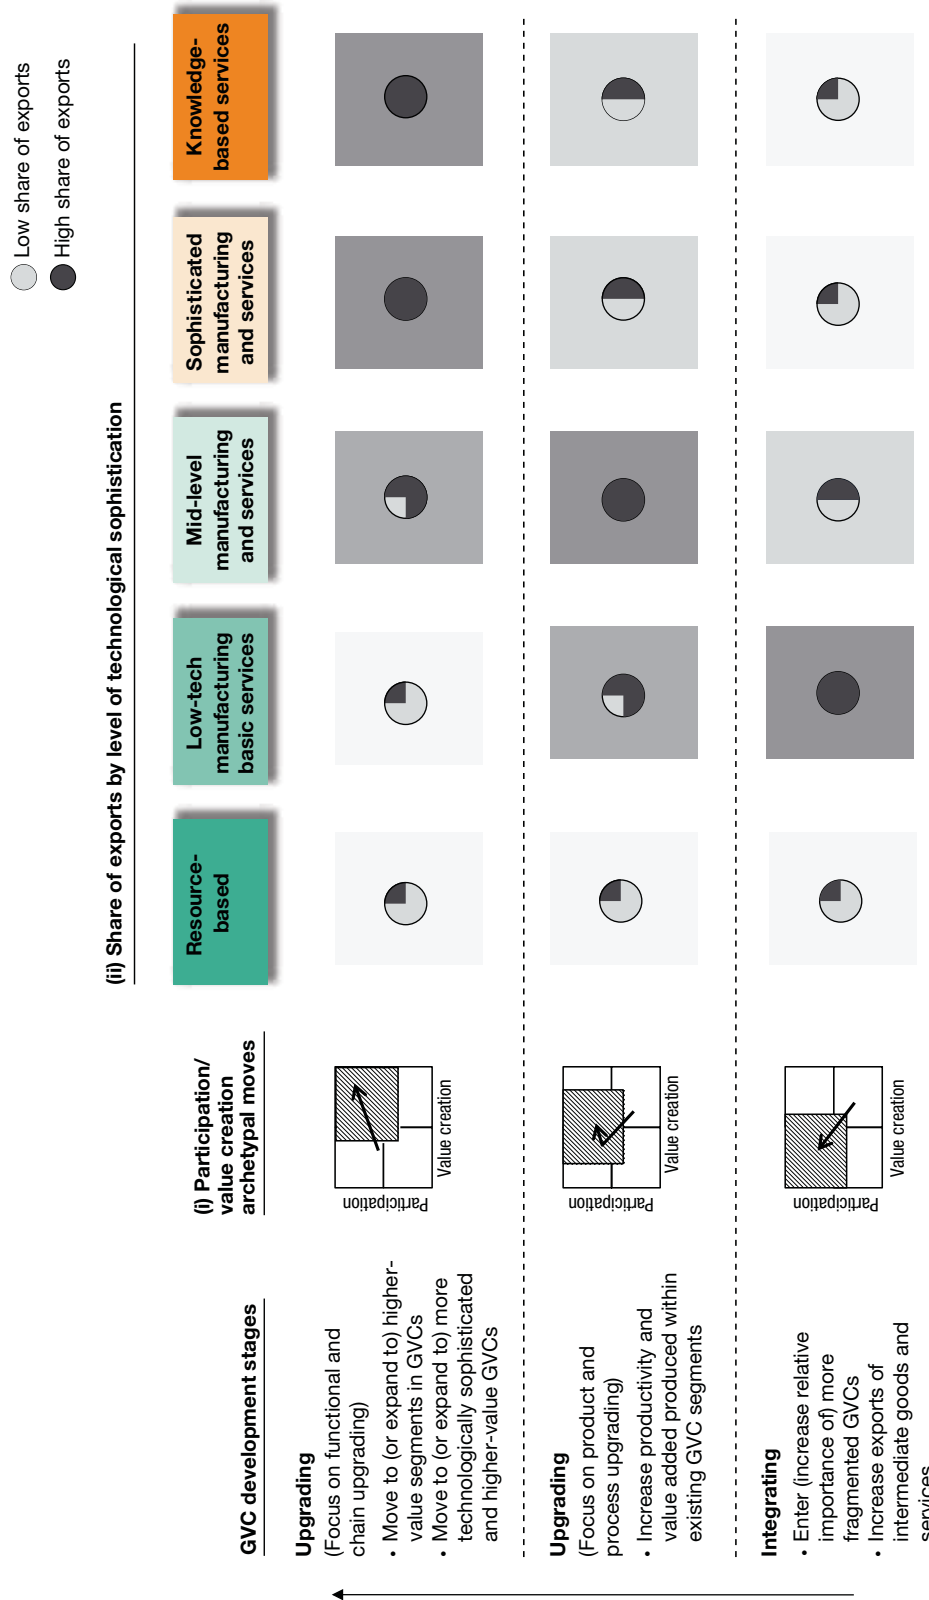 Low share of exports
High share of exports
(ii) Share of exports by level of technological sophistication
GVC development stages
(i) Participation/
value creation
archetypal moves
Resource-
based
Low-tech
manufacturing
basic services
Mid-level
manufacturing
and services
Sophisticated
manufacturing
and services
Knowledge-
based services
Upgrading
(Focus on functional and
chain upgrading)
• Move to (or expand to) higher-
value segments in GVCs
• Move to (or expand to) more
technologically sophisticated
and higher-value GVCs
Participation
Value creation
Upgrading
(Focus on product and
process upgrading)
• Increase productivity and
value added produced within
existing GVC segments
Participation
Value creation
Integrating
• Enter (increase relative
importance of) more
fragmented GVCs
• Increase exports of
intermediate goods and
services
Participation
Value creation